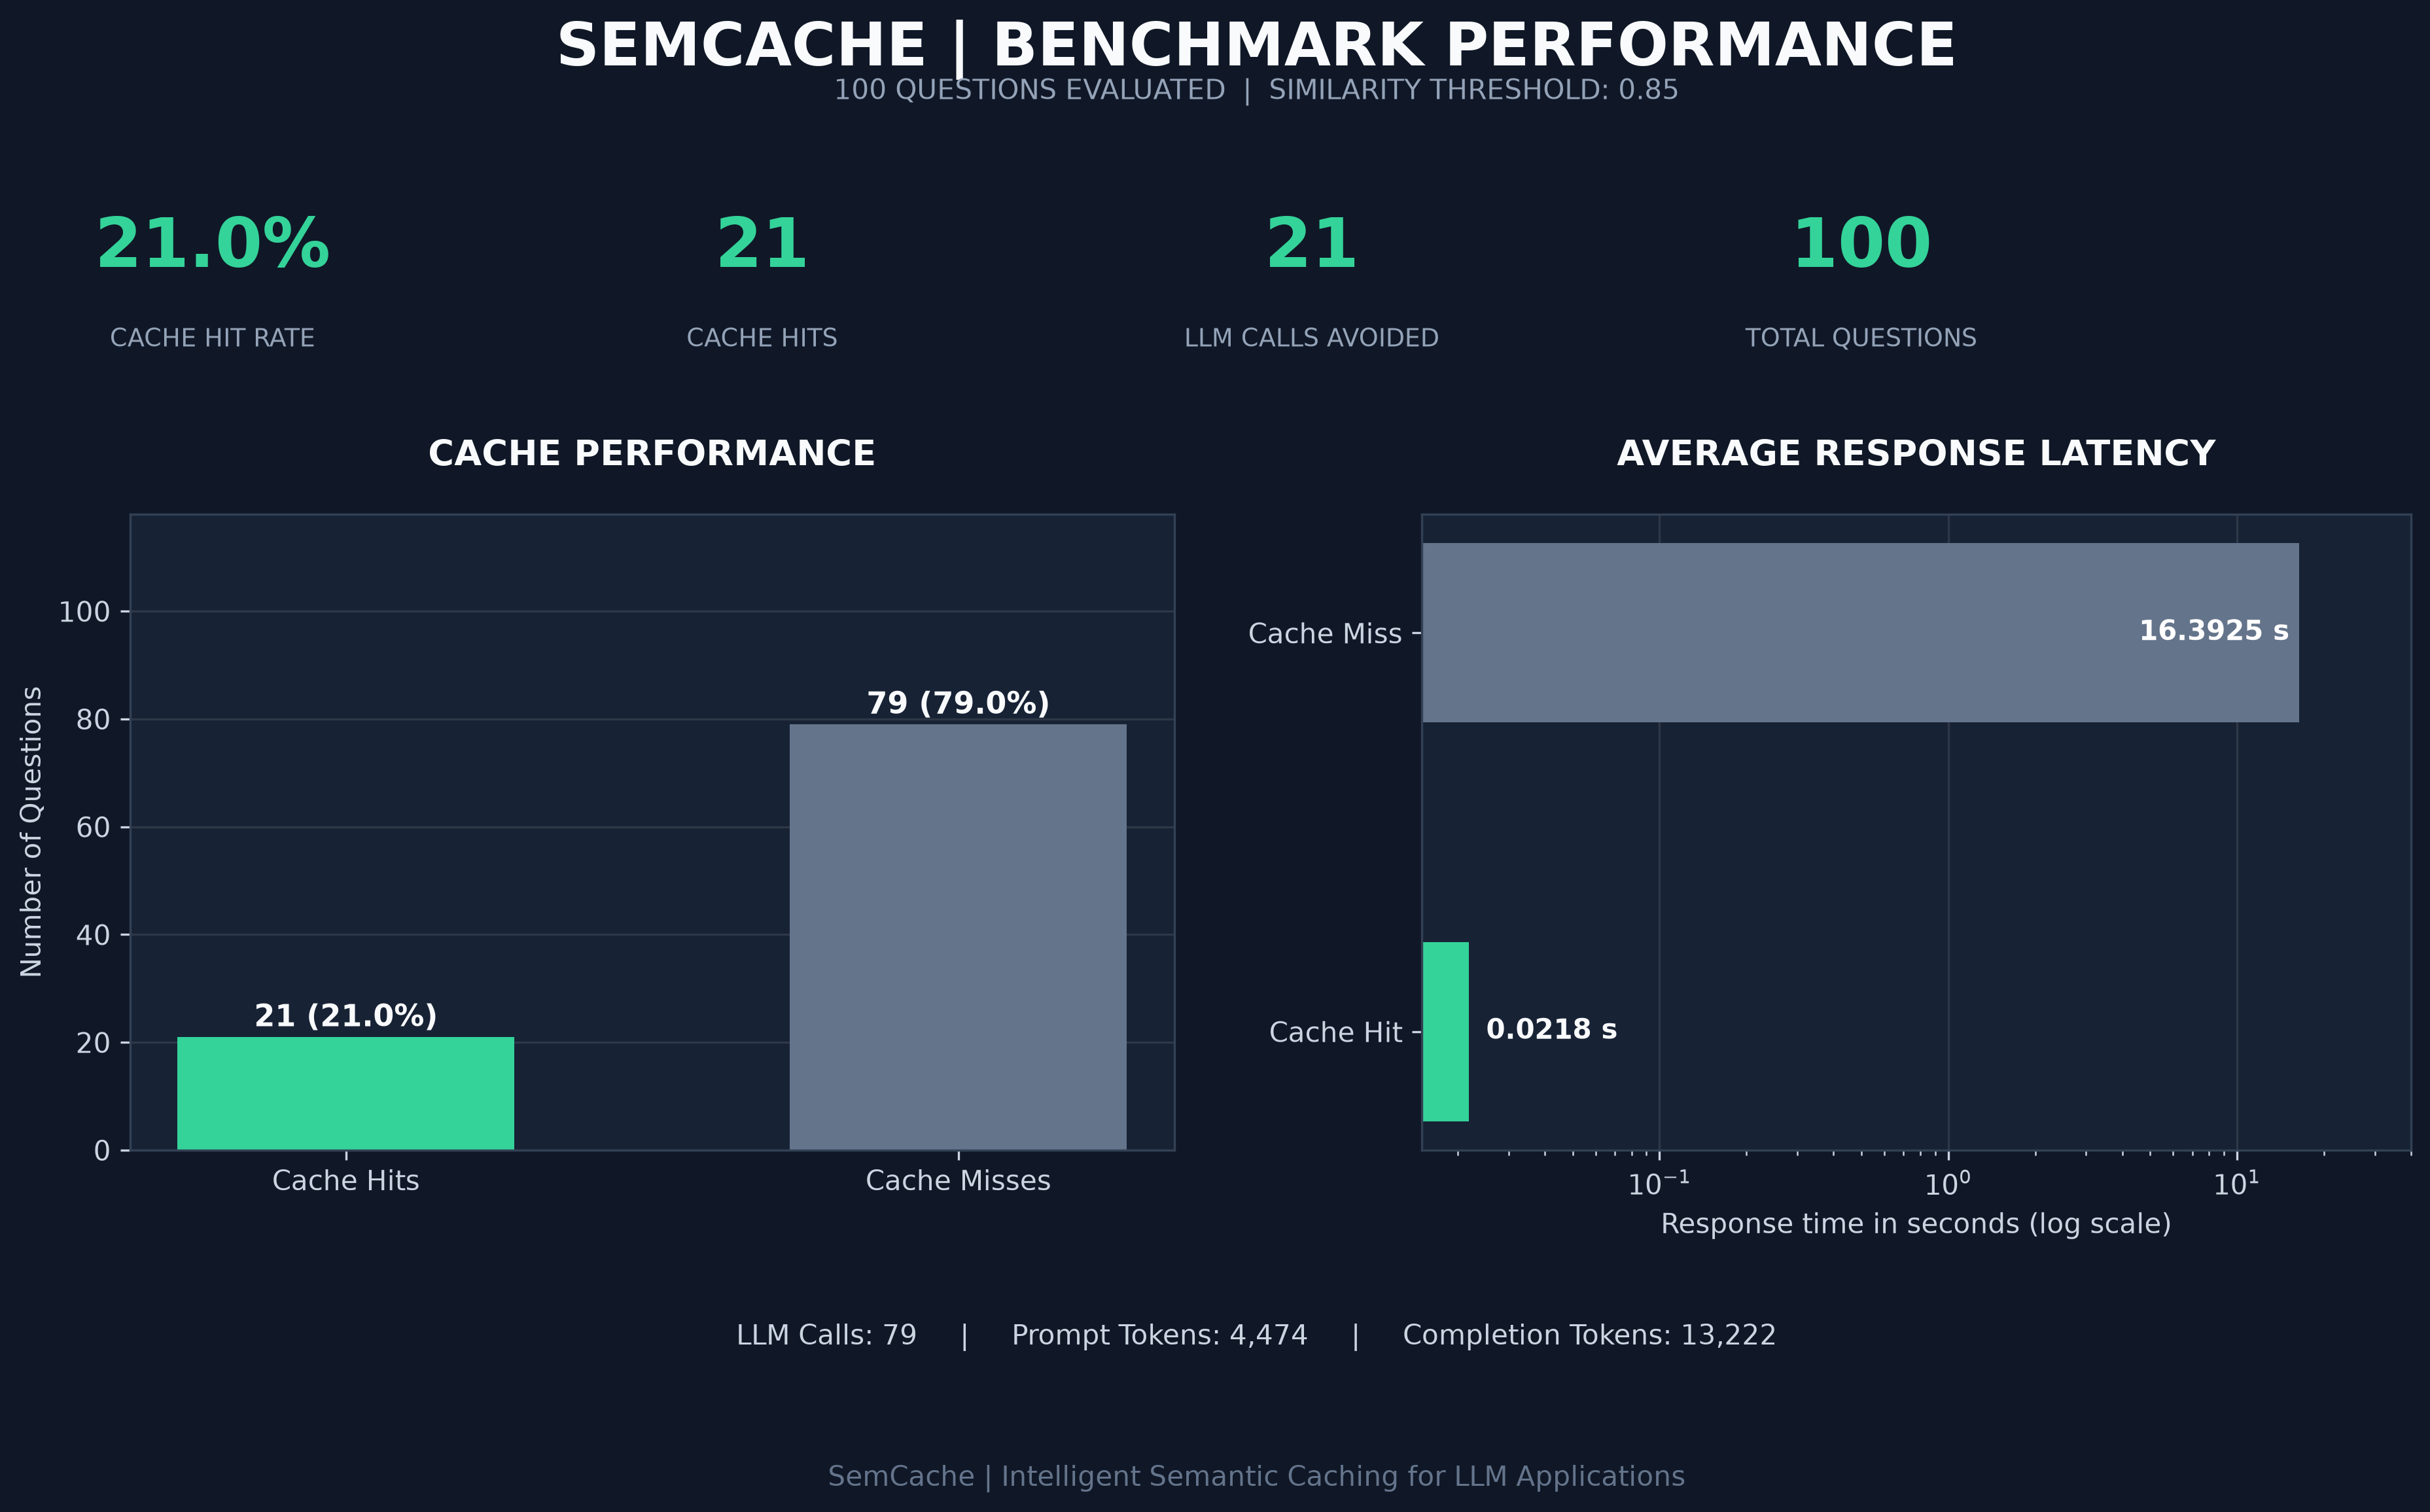 SEMCACHE | BENCHMARK PERFORMANCE
100 QUESTIONS EVALUATED | SIMILARITY THRESHOLD: 0.85
21.0%
CACHE HIT RATE
21
CACHE HITS
21
LLM CALLS AVOIDED
100
TOTAL QUESTIONS
CACHE PERFORMANCE
Number of Questions
100
80
60
40
20
0
21 (21.0%)
79 (79.0%)
Cache Hits
Cache Misses
AVERAGE RESPONSE LATENCY
Cache Miss
16.3925 s
Cache Hit
0.0218 s
10⁻¹
10⁰
10¹
Response time in seconds (log scale)
LLM Calls: 79 | Prompt Tokens: 4,474 | Completion Tokens: 13,222
SemCache | Intelligent Semantic Caching for LLM Applications